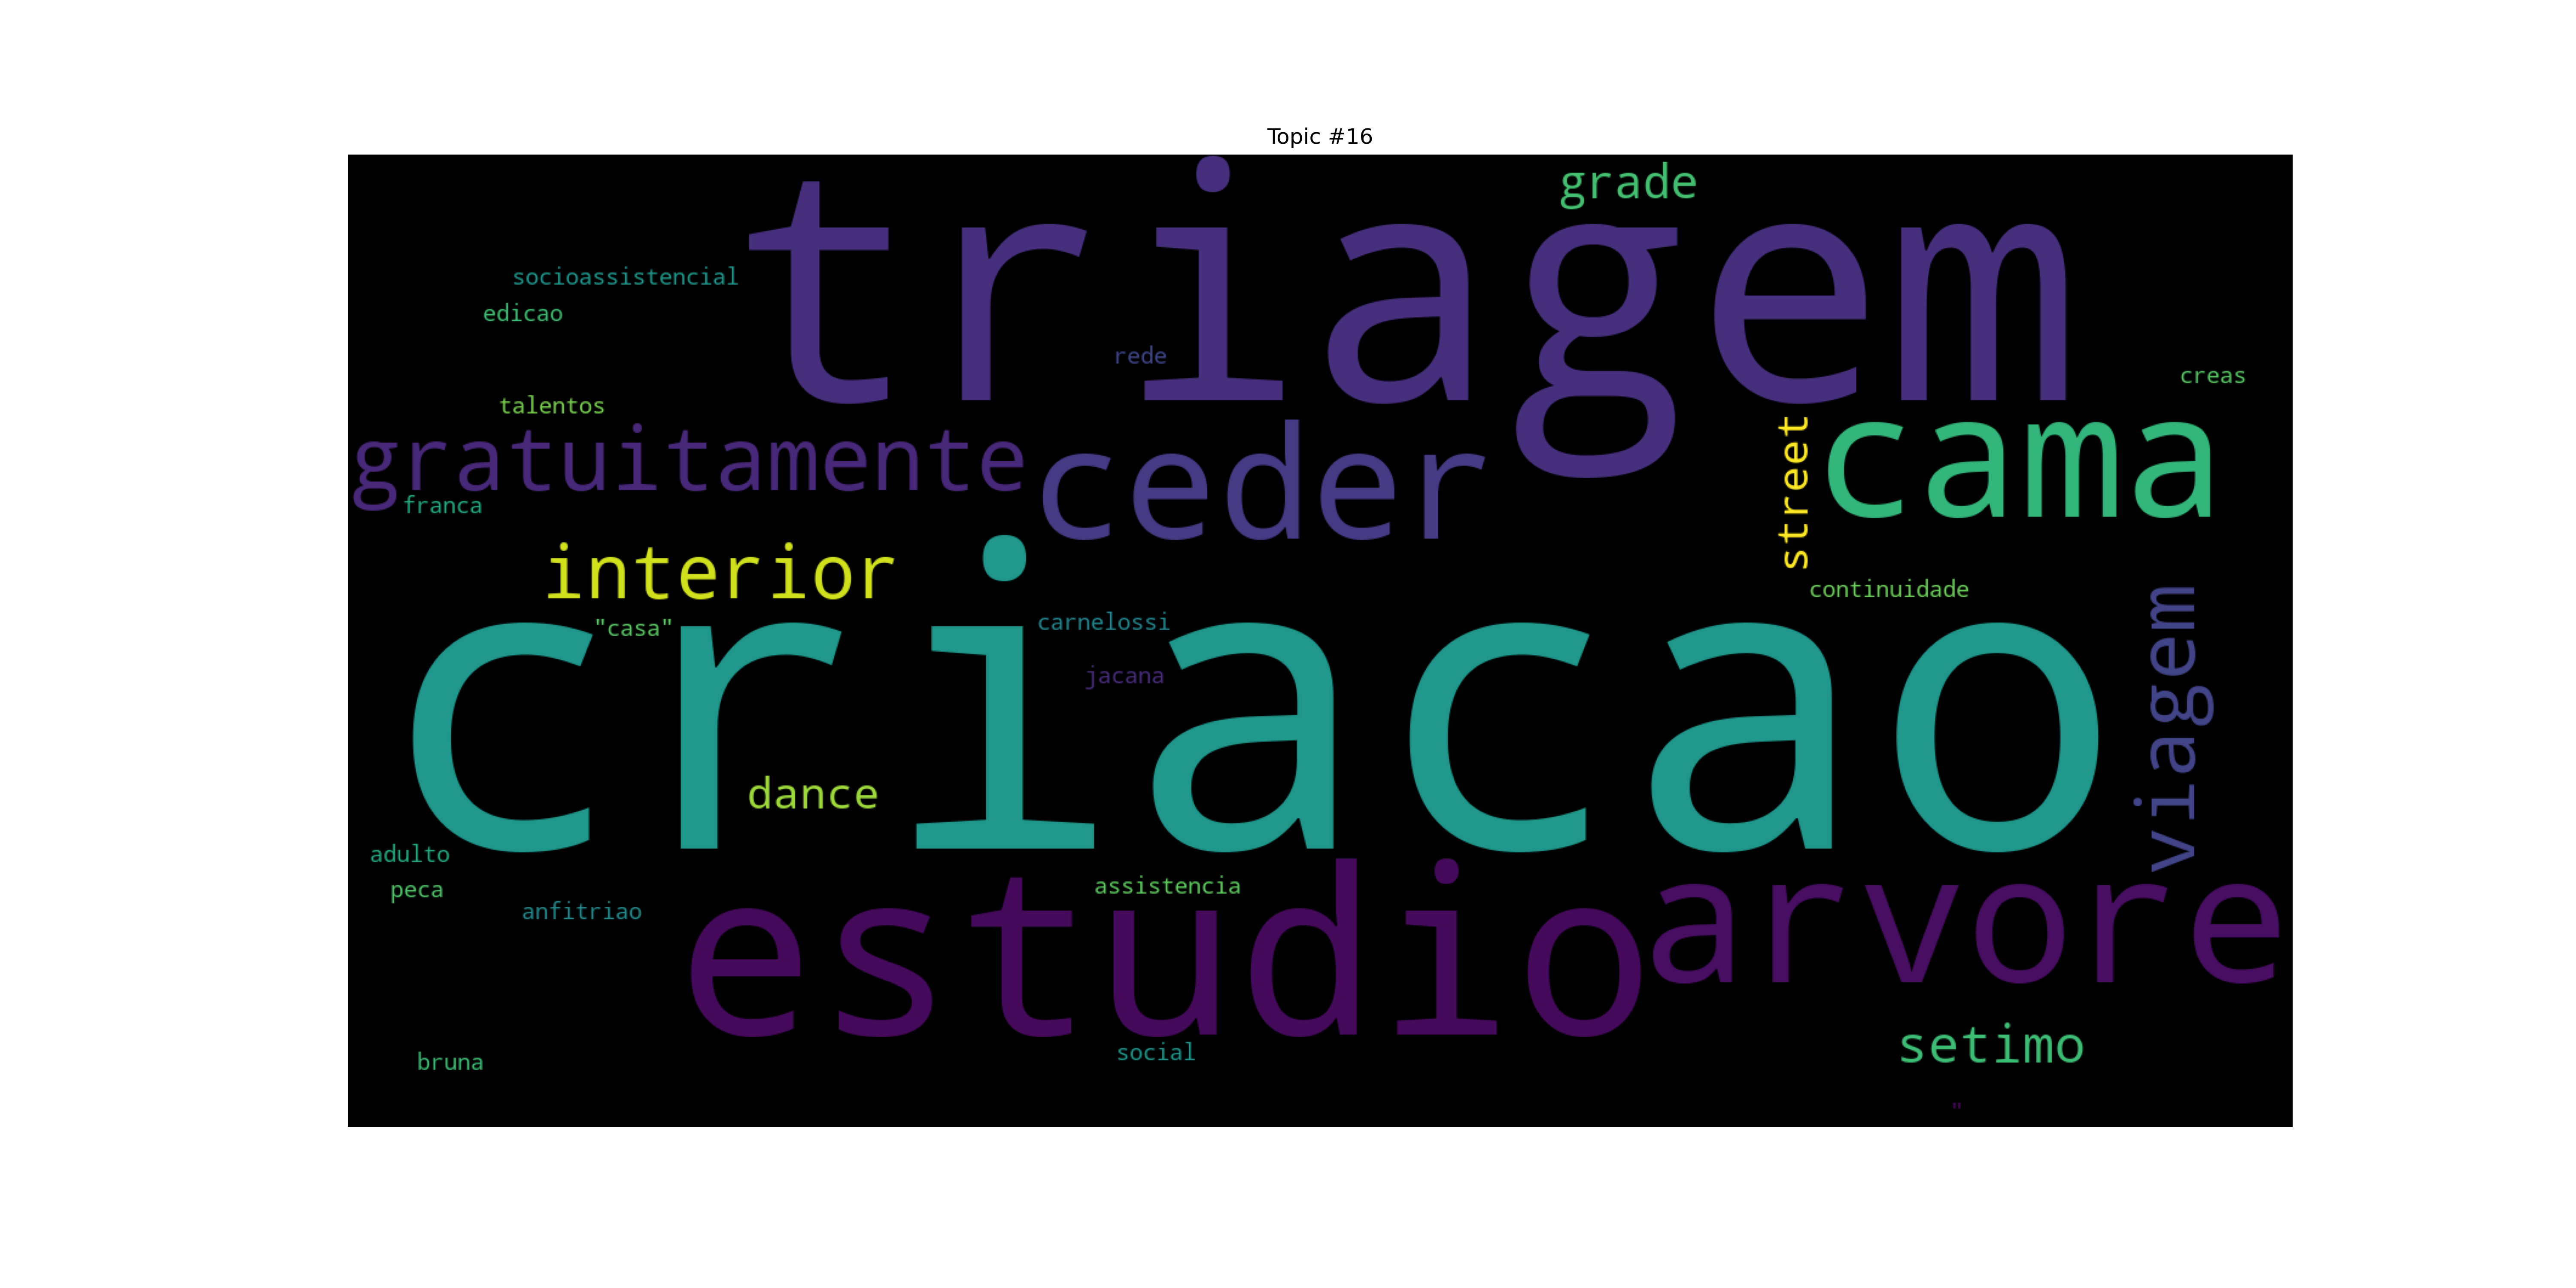 Topic #16
triagem
grade
socioassistencial
edicao
rede
creas
talentos
gratuitamente
ceder
street
cama
franca
interior
continuidade
"casa"
carnelossi
viagem
criacao
jacana
dance
adulto
peca
assistencia
anfitriao
estudio
arvore
setimo
social
bruna
"